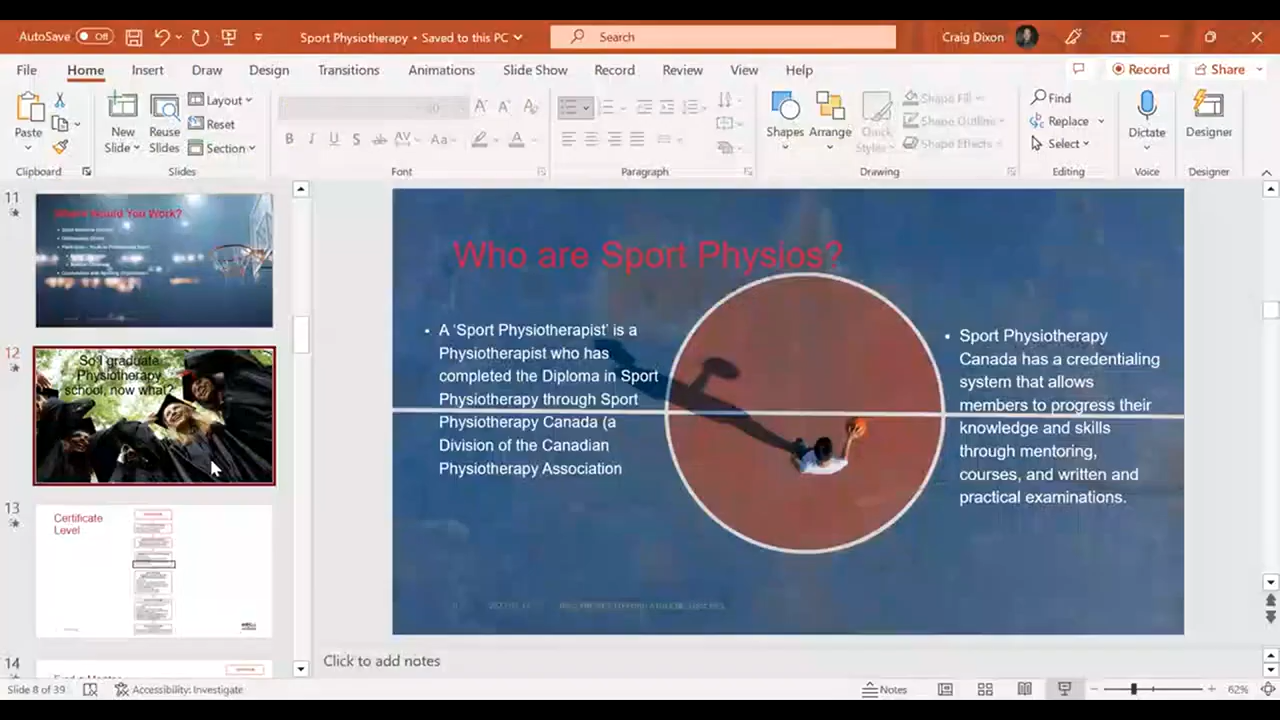 AutoSave Off
Sport Physiotherapy • Saved to this PC
Search
Craig Dixon
File Home Insert Draw Design Transitions Animations Slide Show Record Review View Help
Record Share
Paste
Clipboard
New Slide
Reuse Slides
Layout
Reset
Section
Slides
Font
Paragraph
Shapes
Arrange
Quick Styles
Shape Fill
Shape Outline
Shape Effects
Drawing
Find
Replace
Select
Editing
Dictate
Voice
Designer
Designer
11
Where Would You Work?
12
So I graduate
Physiotherapy
school, now what?
13
Certificate
Level
14
Who are Sport Physios?
• A ‘Sport Physiotherapist’ is a
Physiotherapist who has
completed the Diploma in Sport
Physiotherapy through Sport
Physiotherapy Canada (a
Division of the Canadian
Physiotherapy Association
• Sport Physiotherapy
Canada has a credentialing
system that allows
members to progress their
knowledge and skills
through mentoring,
courses, and written and
practical examinations.
Click to add notes
Slide 8 of 39
Accessibility: Investigate
Notes
62%